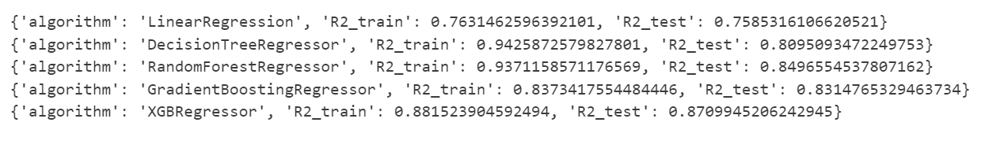 {'algorithm': 'LinearRegression', 'R2_train': 0.7631462596392101, 'R2_test': 0.7585316106620521}
{'algorithm': 'DecisionTreeRegressor', 'R2_train': 0.9425872579827801, 'R2_test': 0.8095093472249753}
{'algorithm': 'RandomForestRegressor', 'R2_train': 0.9371158571176569, 'R2_test': 0.8496554537807162}
{'algorithm': 'GradientBoostingRegressor', 'R2_train': 0.8373417554484446, 'R2_test': 0.8314765329463734}
{'algorithm': 'XGBRegressor', 'R2_train': 0.881523904592494, 'R2_test': 0.8709945206242945}